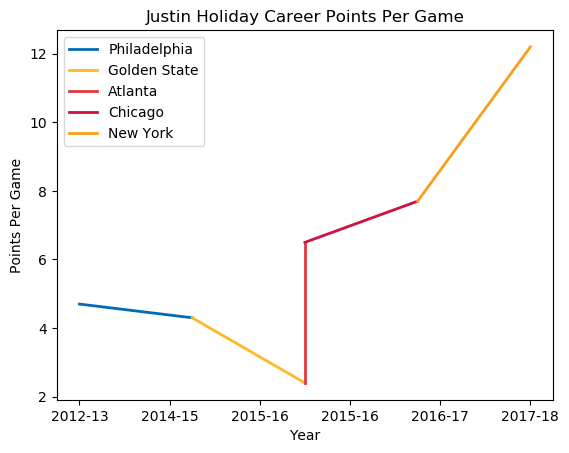 Justin Holiday Career Points Per Game
Philadelphia
Golden State
Atlanta
Chicago
New York
12
10
8
6
4
2
Points Per Game
2012-13 2014-15 2015-16 2015-16 2016-17 2017-18
Year